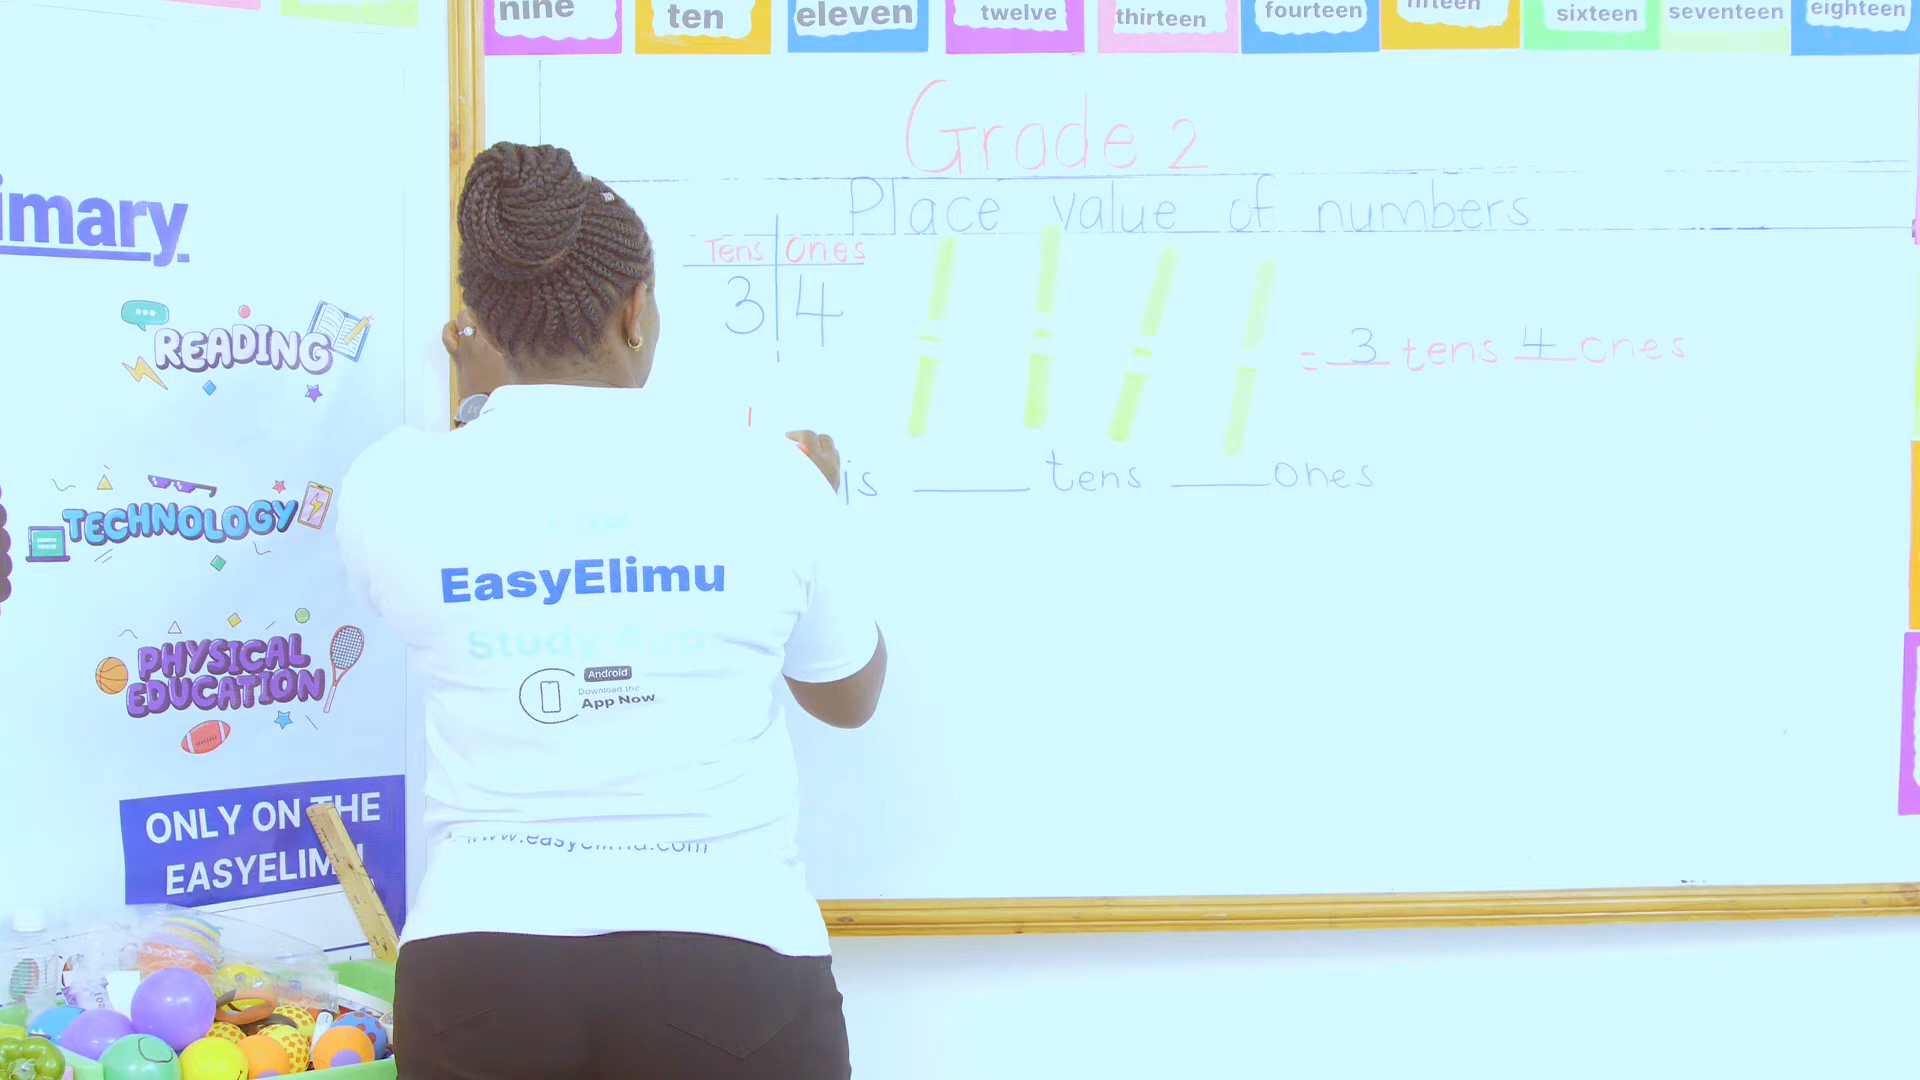 nine ten eleven twelve thirteen fourteen fifteen sixteen seventeen eighteen
Grade 2
Place value of numbers
Tens Ones
3 4
= 3 tens 4 ones
is ____ tens ____ ones
imary
READING
TECHNOLOGY
PHYSICAL
EDUCATION
ONLY ON THE
EASYELIMU
EasyElimu
Study App
Android
Download the
App Now
www.easyelimu.com